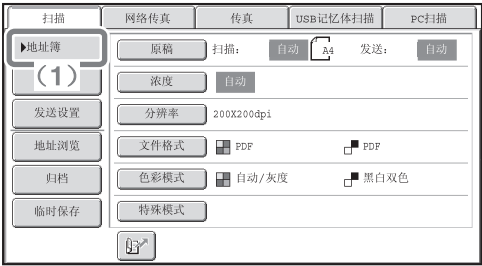 扫描 网络传真 传真 USB记忆体扫描 PC扫描
地址簿 原稿 扫描: 自动 A4 发送: 自动
(1) 浓度 自动
发送设置 分辨率 200X200dpi
地址浏览 文件格式 PDF PDF
归档 色彩模式 自动/灰度 黑白双色
临时保存 特殊模式